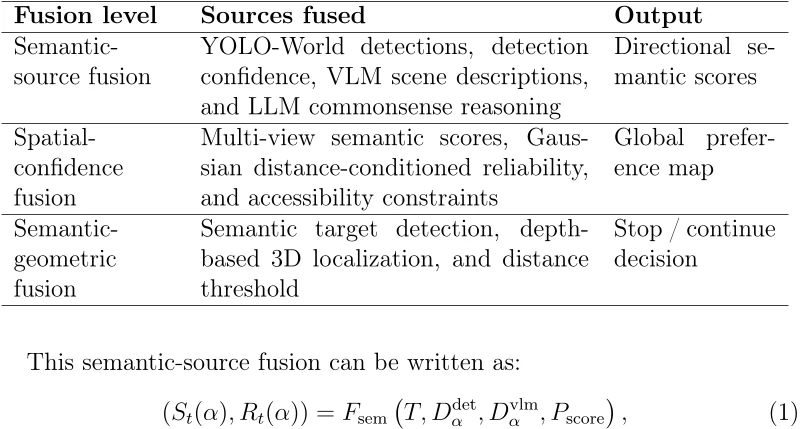 Fusion level Sources fused Output
Semantic- YOLO-World detections, detection Directional se-
source fusion confidence, VLM scene descriptions, mantic scores
and LLM commonsense reasoning
Spatial- Multi-view semantic scores, Gaus- Global prefer-
confidence sian distance-conditioned reliability, ence map
fusion and accessibility constraints
Semantic- Semantic target detection, depth- Stop / continue
geometric based 3D localization, and distance decision
fusion threshold
This semantic-source fusion can be written as:
(S_t(α), R_t(α)) = F_sem (T, D_α^det, D_α^vlm, P_score), (1)